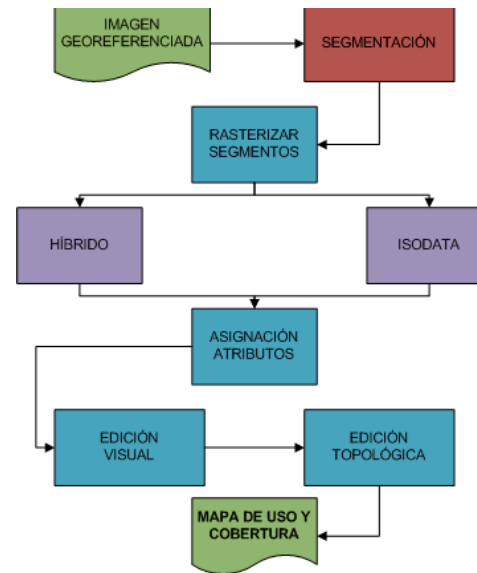 IMAGEN
GEOREFERENCIADA
SEGMENTACIÓN
RASTERIZAR
SEGMENTOS
HÍBRIDO
ISODATA
ASIGNACIÓN
ATRIBUTOS
EDICIÓN
VISUAL
EDICIÓN
TOPOLÓGICA
MAPA DE USO Y
COBERTURA